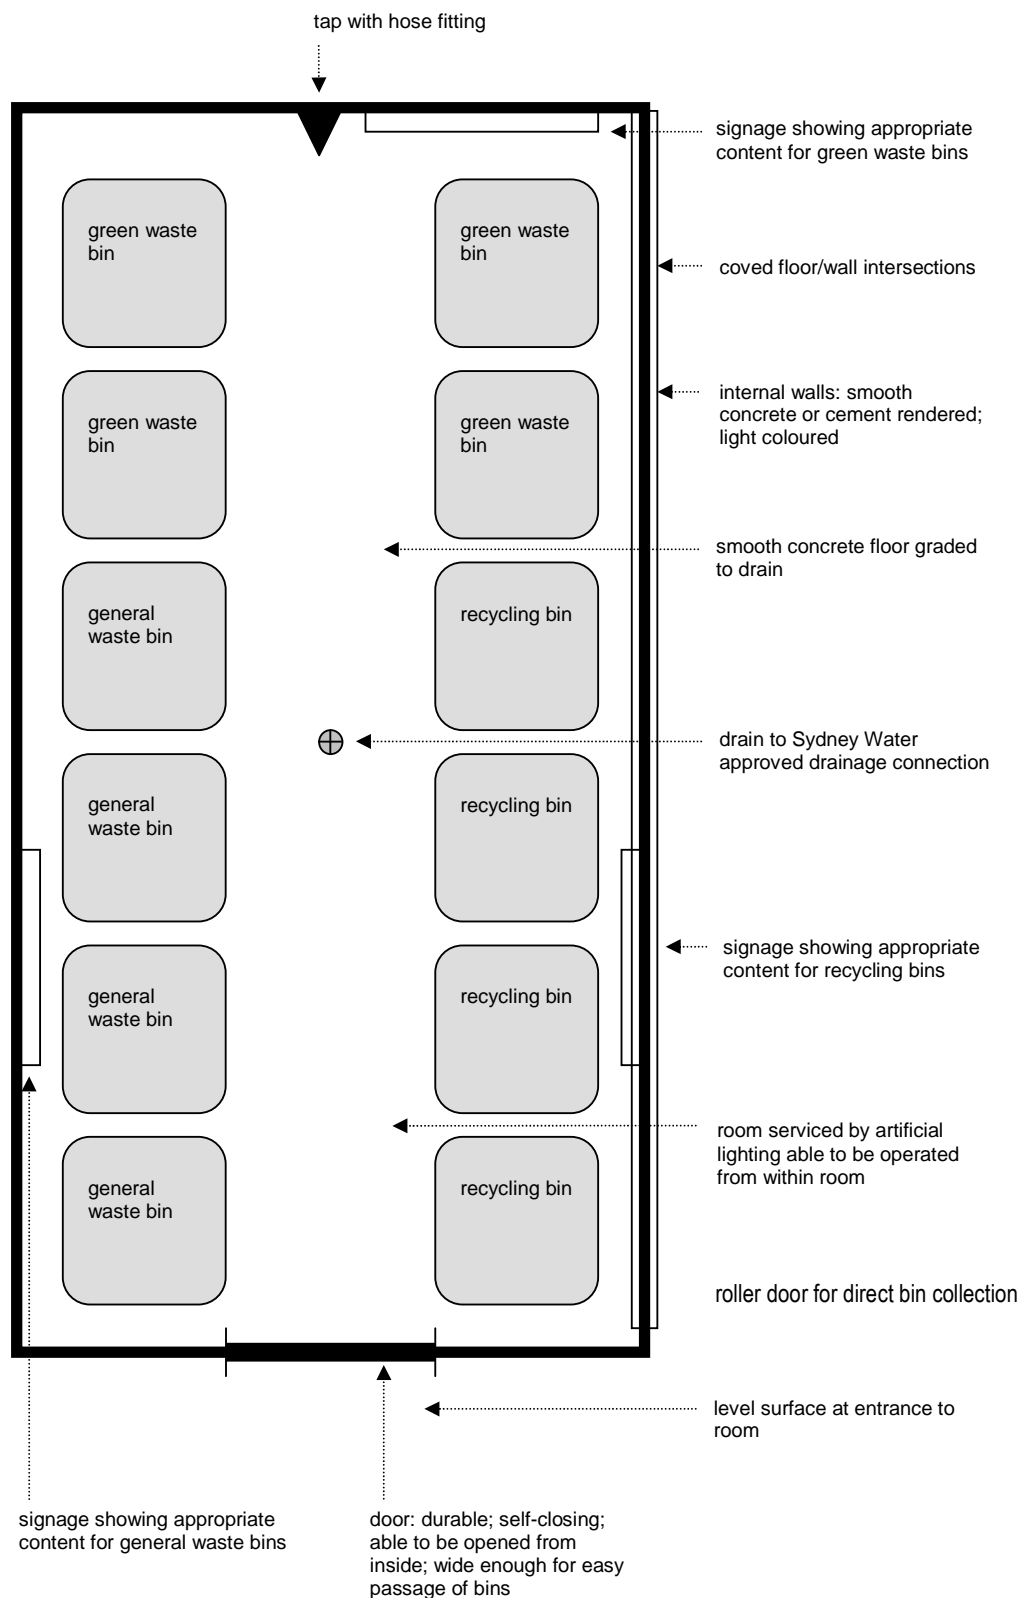 tap with hose fitting
signage showing appropriate
content for green waste bins
green waste
bin
green waste
bin
coved floor/wall intersections
internal walls: smooth
concrete or cement rendered;
light coloured
green waste
bin
green waste
bin
smooth concrete floor graded
to drain
general
waste bin
recycling bin
drain to Sydney Water
approved drainage connection
general
waste bin
recycling bin
signage showing appropriate
content for recycling bins
general
waste bin
recycling bin
room serviced by artificial
lighting able to be operated
from within room
general
waste bin
recycling bin
roller door for direct bin collection
level surface at entrance to
room
signage showing appropriate
content for general waste bins
door: durable; self-closing;
able to be opened from
inside; wide enough for easy
passage of bins